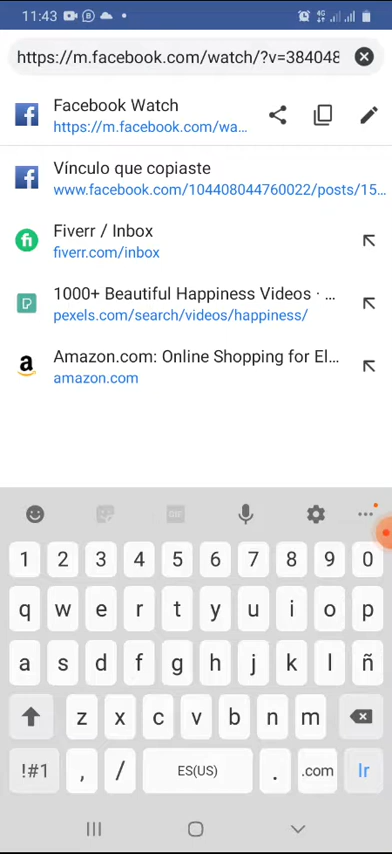 11:43 4G
https://m.facebook.com/watch/?v=384048
Facebook Watch
https://m.facebook.com/wa...
Vínculo que copiaste
www.facebook.com/104408044760022/posts/15...
Fiverr / Inbox
fiverr.com/inbox
1000+ Beautiful Happiness Videos · ...
pexels.com/search/videos/happiness/
Amazon.com: Online Shopping for El...
amazon.com
GIF
1 2 3 4 5 6 7 8 9 0
q w e r t y u i o p
a s d f g h j k l ñ
z x c v b n m
!#1 , / ES(US) . .com Ir